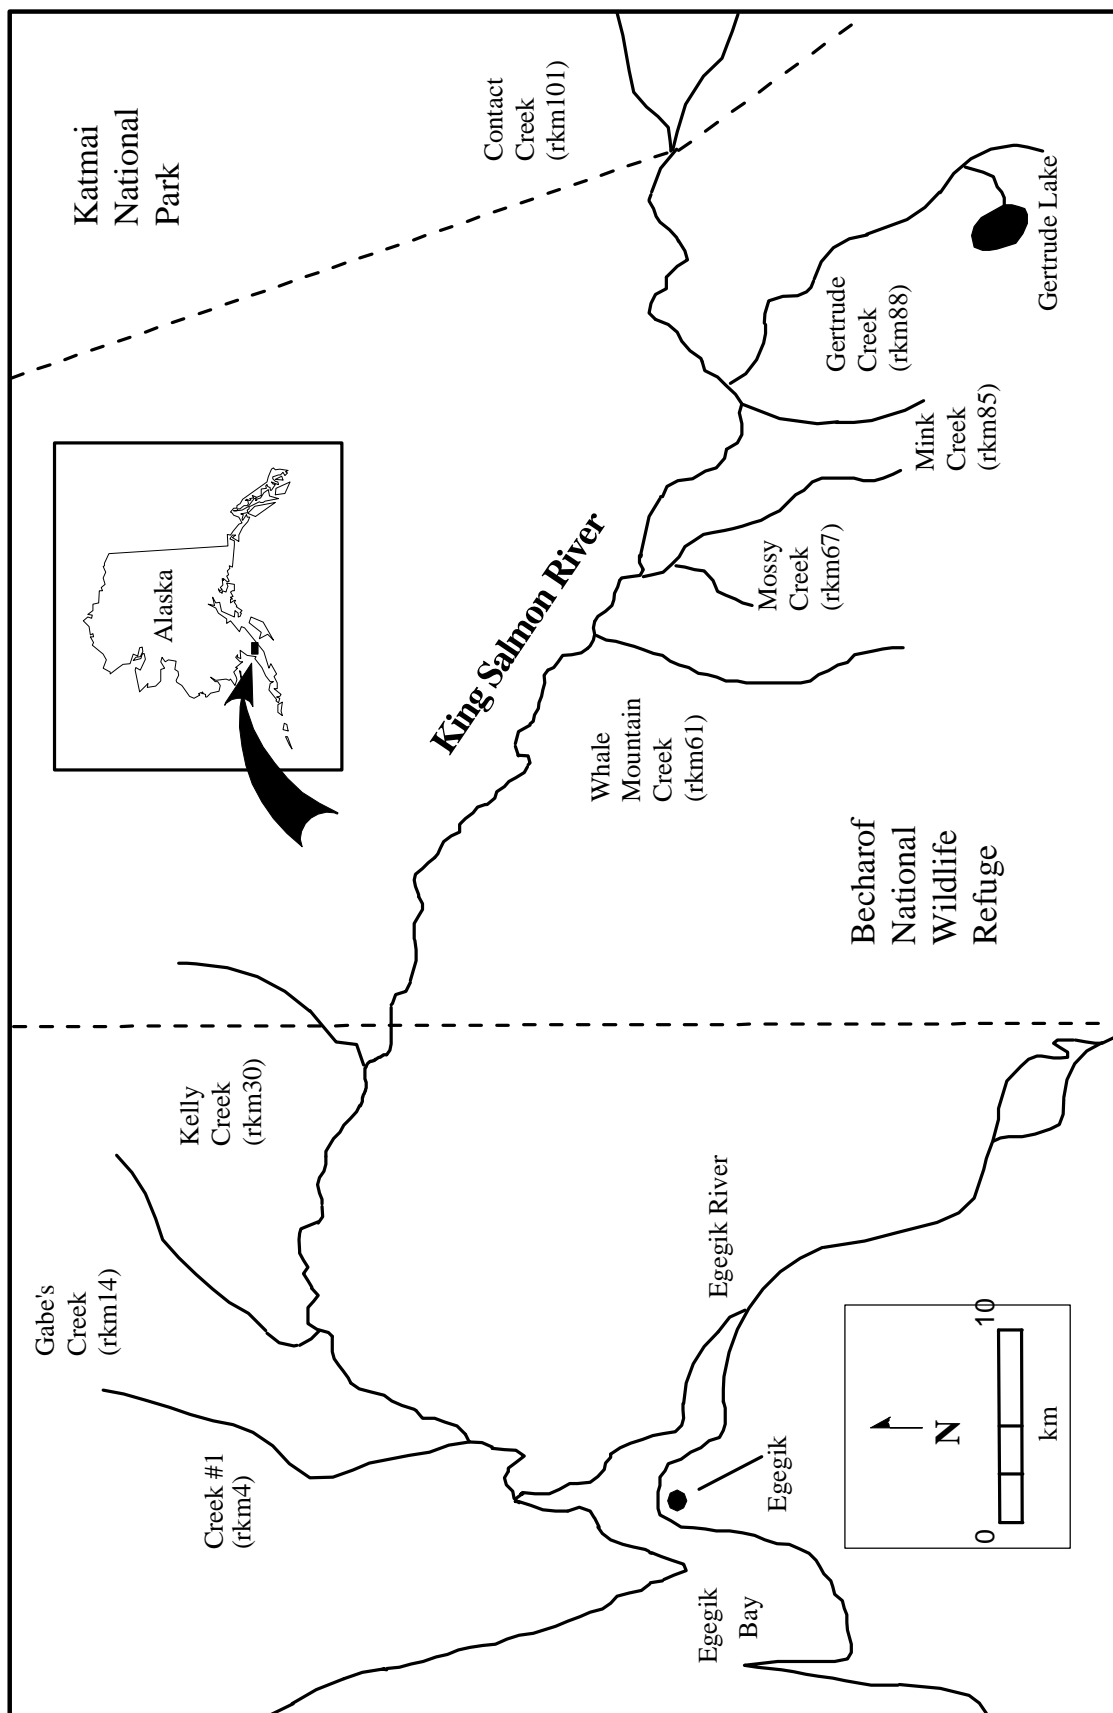 Katmai
National
Park
Contact
Creek
(rkm101)
Gertrude Lake
Gertrude
Creek
(rkm88)
Mink
Creek
(rkm85)
Mossy
Creek
(rkm67)
Whale
Mountain
Creek
(rkm61)
King Salmon River
Alaska
Becharof
National
Wildlife
Refuge
Kelly
Creek
(rkm30)
Gabe's
Creek
(rkm14)
Creek #1
(rkm4)
Egegik River
Egegik
Egegik
Bay
N
0 10
km